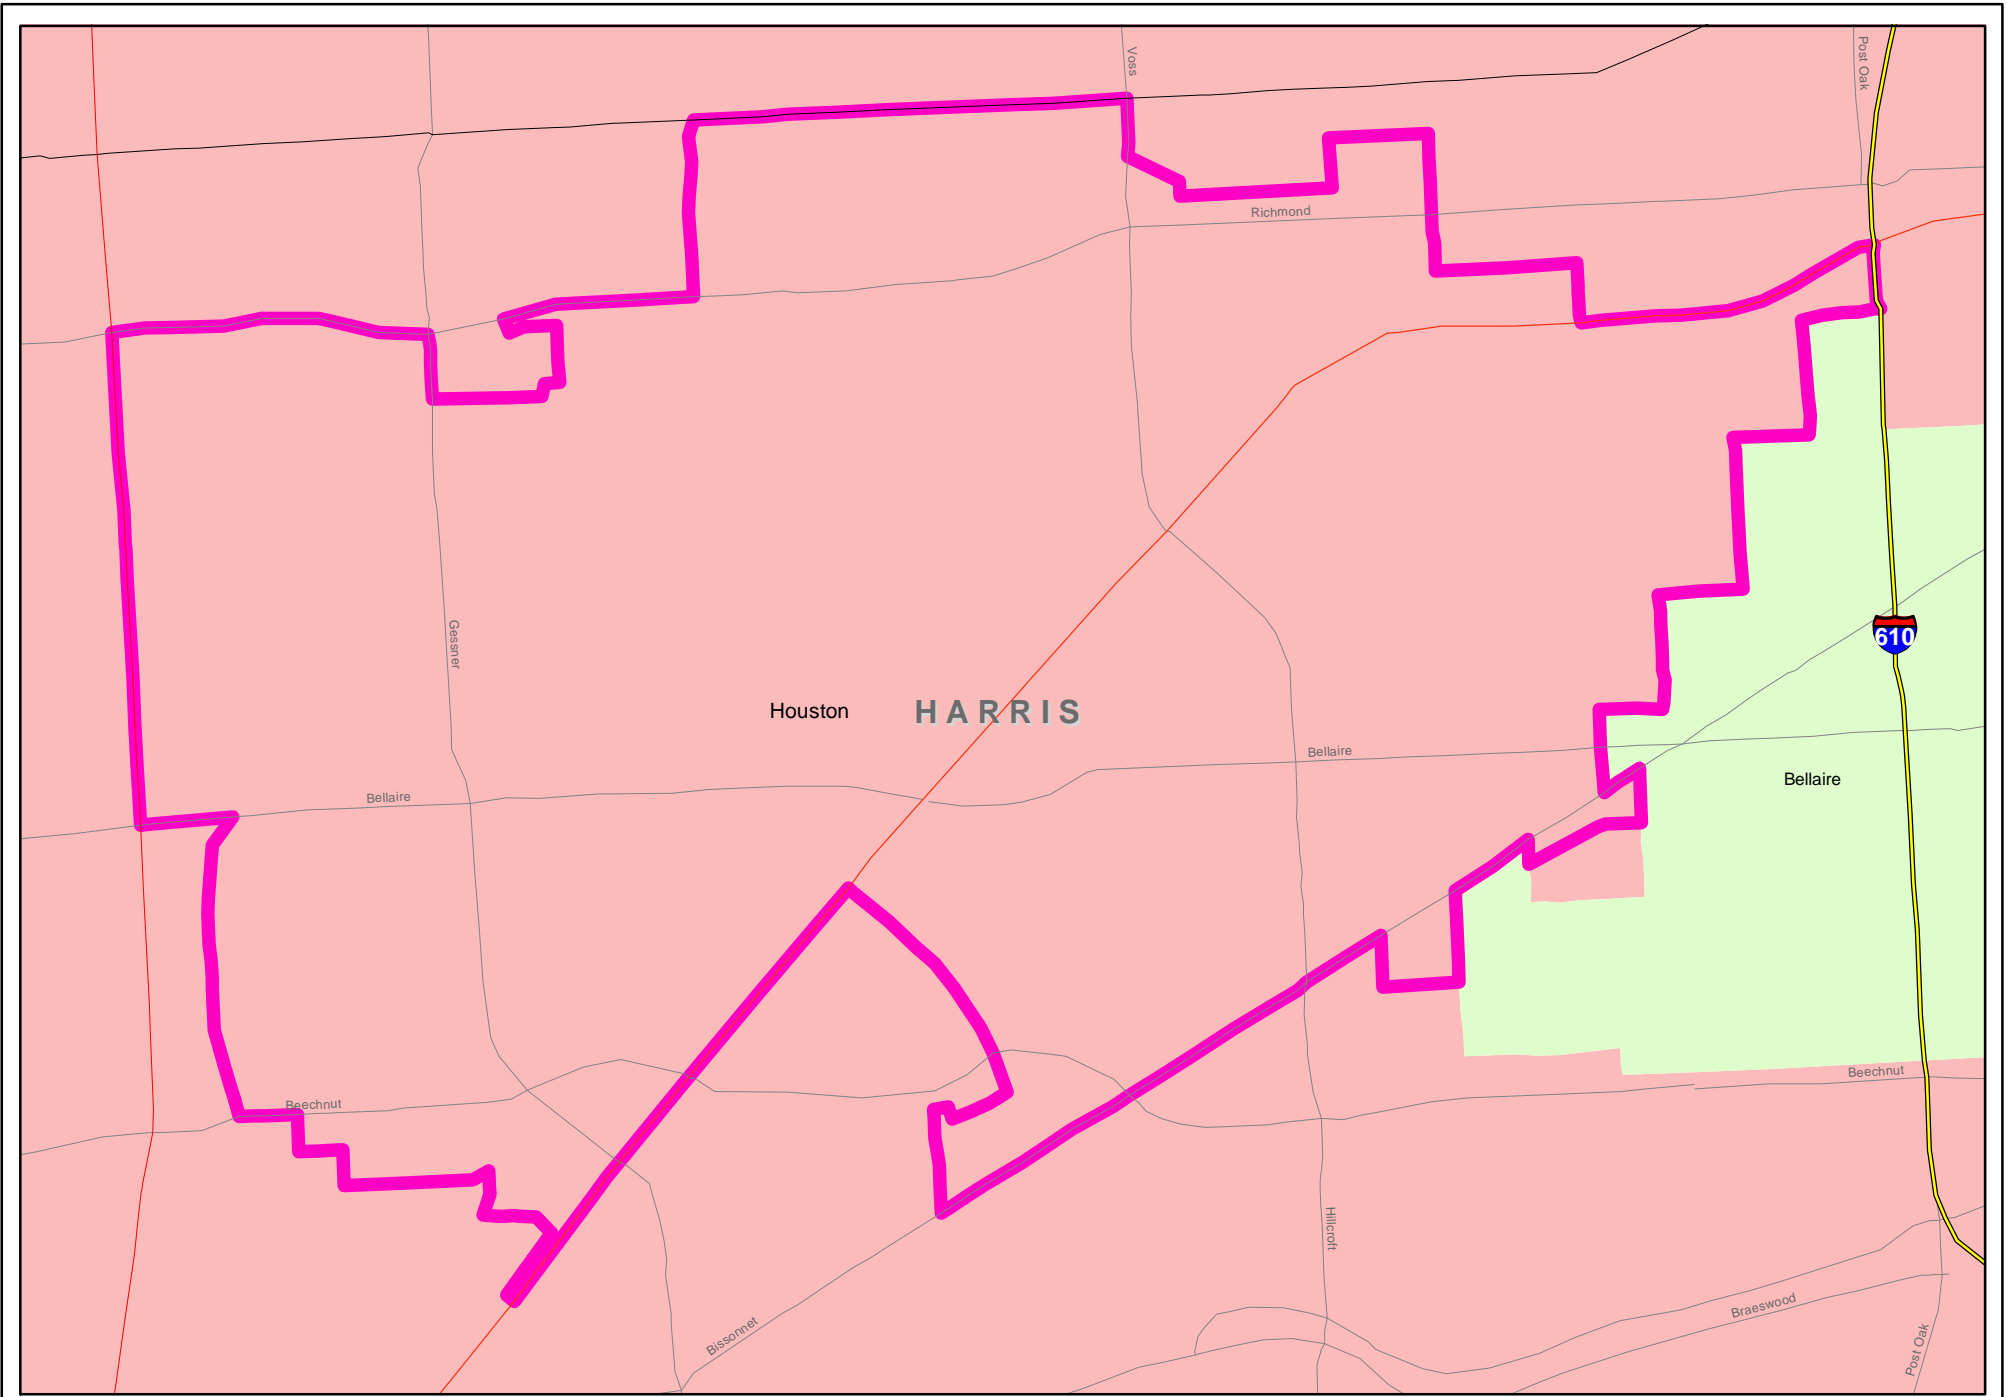 Voss
Post Oak
Richmond
Gessner
610
Houston
HARRIS
Bellaire
Bellaire
Bellaire
Beechnut
Beechnut
Hillcroft
Bissonnet
Braeswood
Post Oak